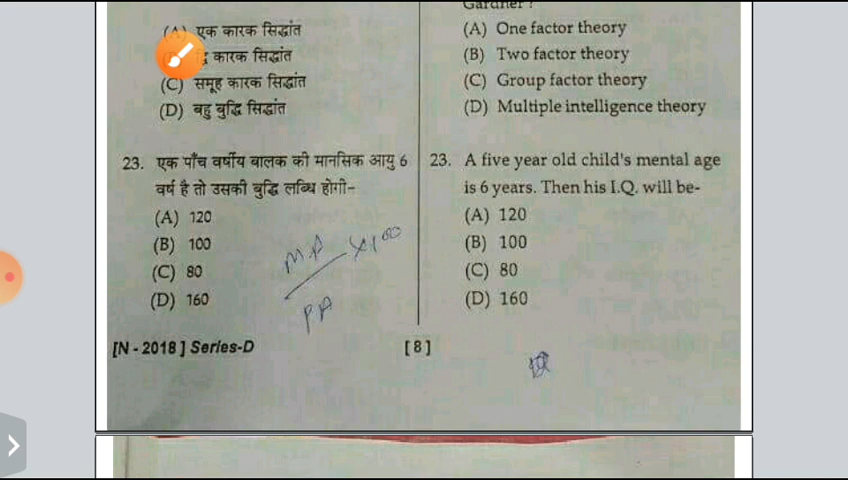 Gardner ?
(A) एक कारक सिद्धांत
द्वि कारक सिद्धांत
(C) समूह कारक सिद्धांत
(D) बहु बुद्धि सिद्धांत
(A) One factor theory
(B) Two factor theory
(C) Group factor theory
(D) Multiple intelligence theory
23. एक पाँच वर्षीय बालक की मानसिक आयु 6
वर्ष है तो उसकी बुद्धि लब्धि होगी–
(A) 120
(B) 100
(C) 80
(D) 160
MA
PA
X100
23. A five year old child's mental age
is 6 years. Then his I.Q. will be-
(A) 120
(B) 100
(C) 80
(D) 160
[N - 2018 ] Series-D
[ 8 ]